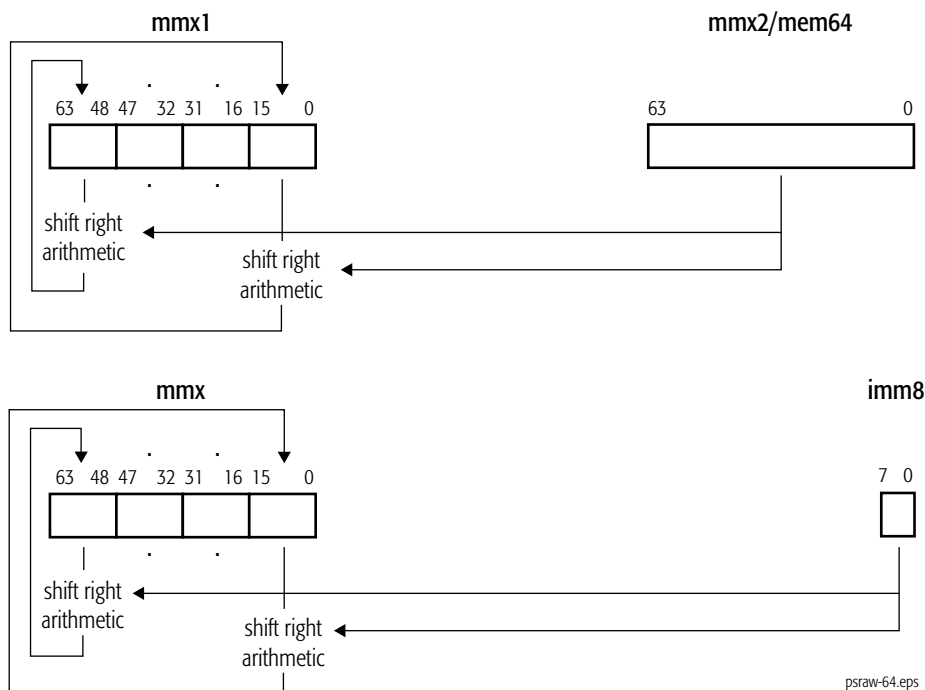 mmx1 mmx2/mem64
. .
63 48 47 32 31 16 15 0 63 0
. .
shift right
arithmetic
shift right
arithmetic
mmx imm8
. .
63 48 47 32 31 16 15 0 7 0
. .
shift right
arithmetic
shift right
arithmetic
psraw-64.eps